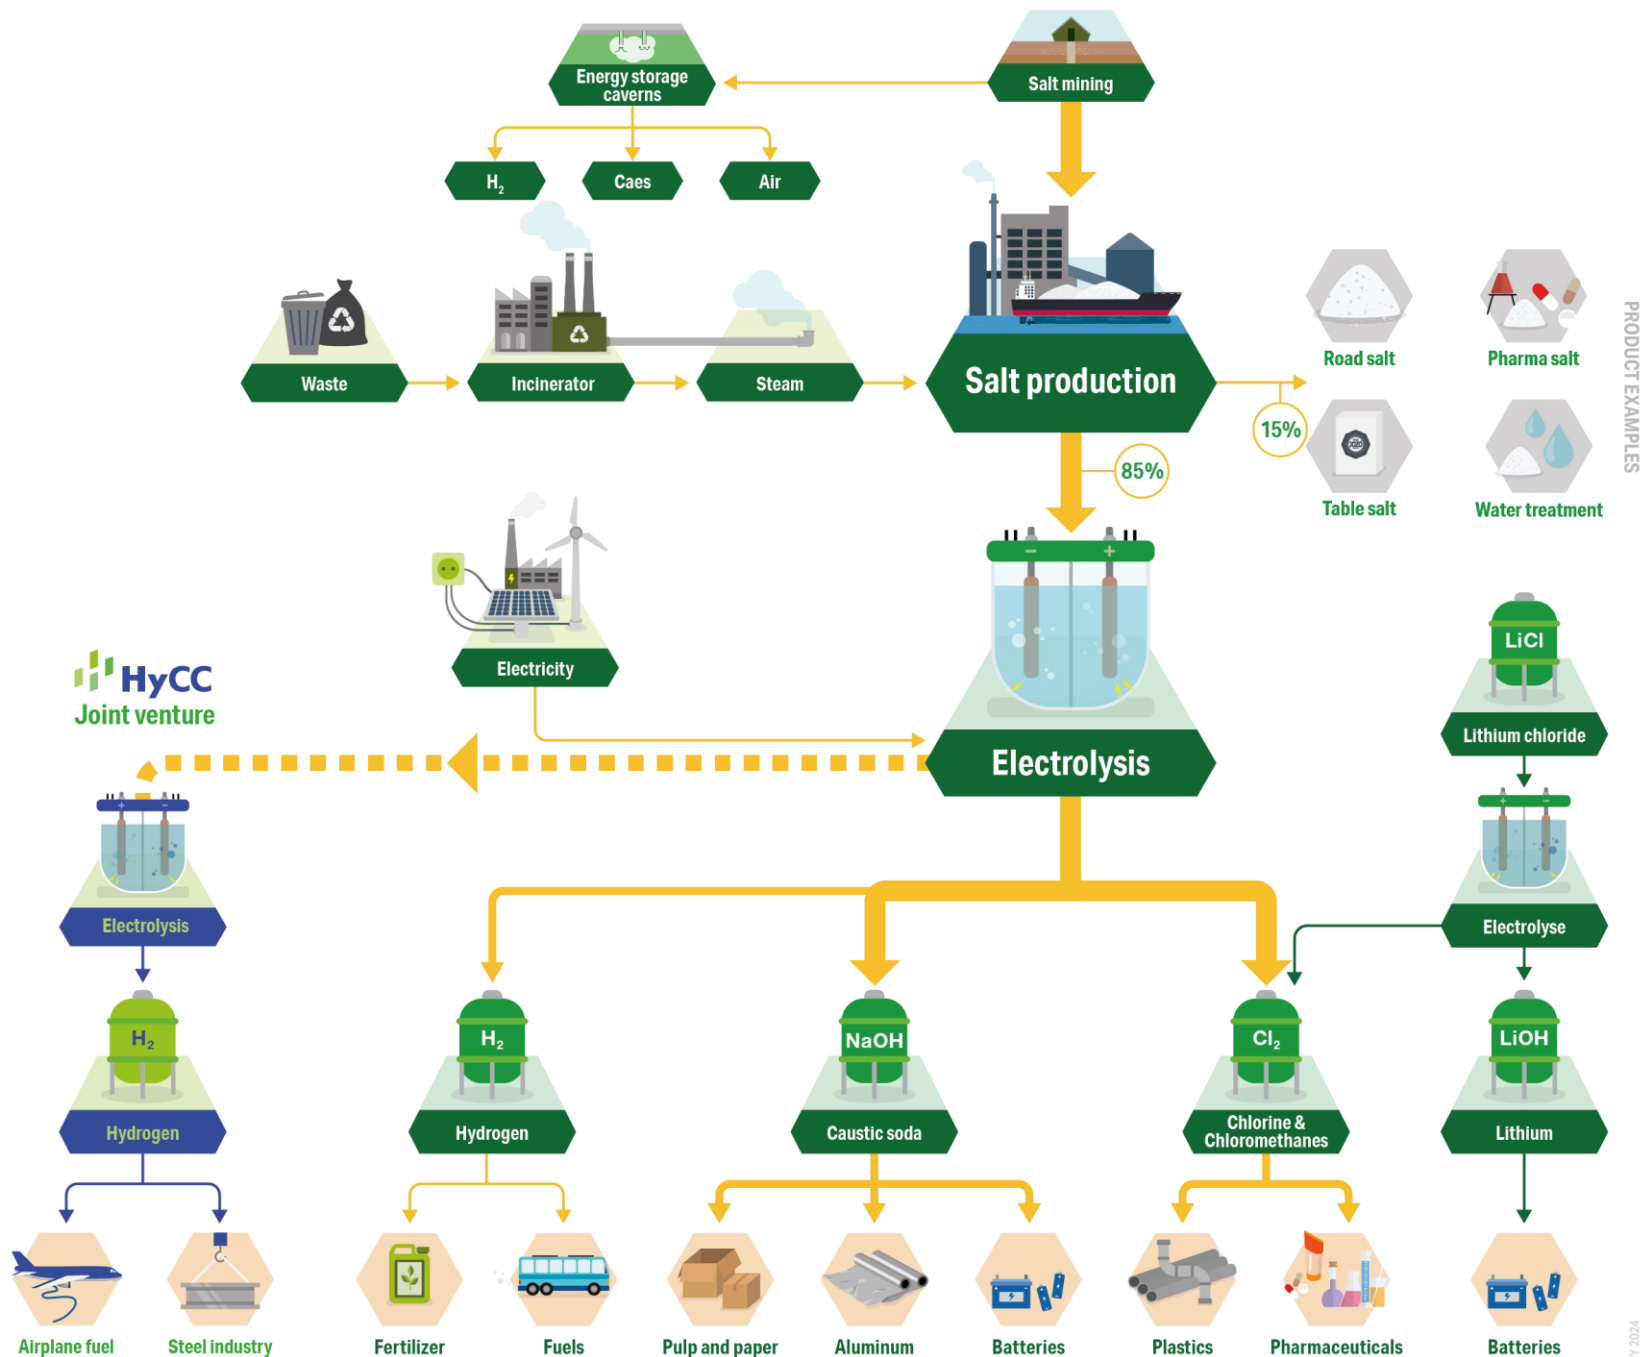 Energy storage
caverns
Salt mining
H₂
Caes
Air
Waste
Incinerator
Steam
Salt production
15%
85%
Road salt
Pharma salt
Table salt
Water treatment
PRODUCT EXAMPLES
Electricity
HyCC
Joint venture
Electrolysis
LiCl
Lithium chloride
Electrolysis
Electrolyse
H₂
H₂
NaOH
Cl₂
LiOH
Hydrogen
Hydrogen
Caustic soda
Chlorine &
Chloromethanes
Lithium
Airplane fuel
Steel industry
Fertilizer
Fuels
Pulp and paper
Aluminum
Batteries
Plastics
Pharmaceuticals
Batteries
Y 2024